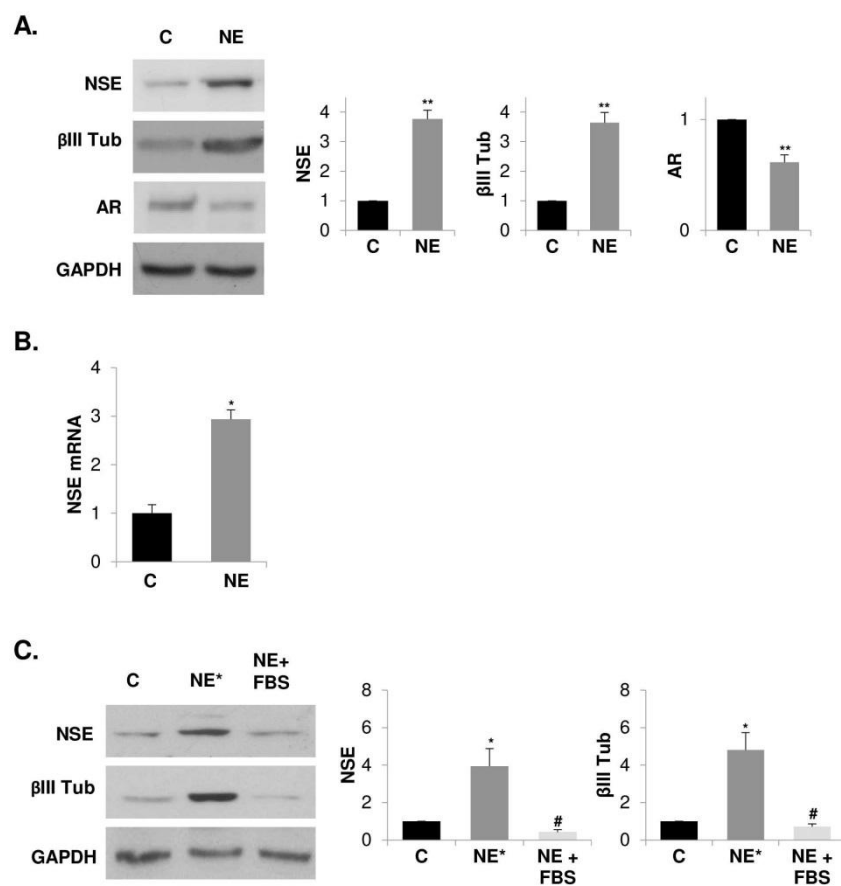 A.
C NE
NSE
βIII Tub
AR
GAPDH
NSE
4
3
2
1
0
**
C NE
βIII Tub
4
3
2
1
0
**
C NE
AR
1
0
**
C NE
B.
NSE mRNA
4
3
2
1
0
*
C NE
C.
C NE* NE+
FBS
NSE
βIII Tub
GAPDH
NSE
8
6
4
2
0
*
#
C NE* NE +
FBS
βIII Tub
8
6
4
2
0
*
#
C NE* NE +
FBS